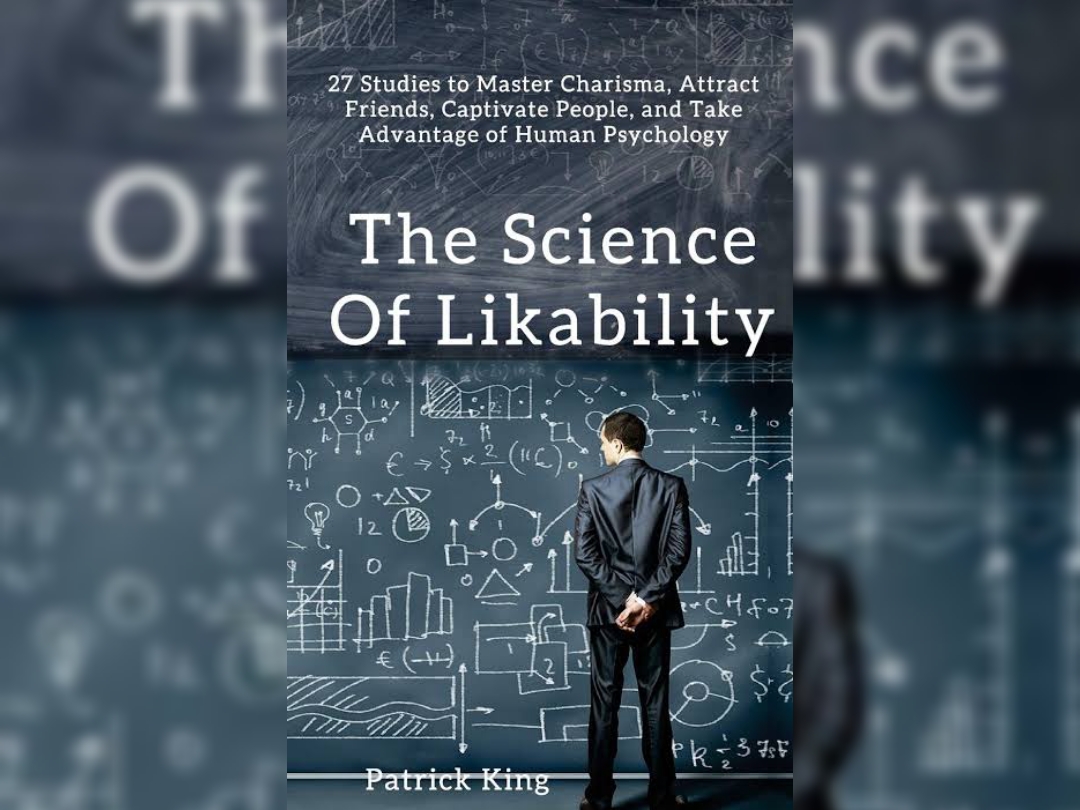 27 Studies to Master Charisma, Attract
Friends, Captivate People, and Take
Advantage of Human Psychology
The Science
Of Likability
Patrick King